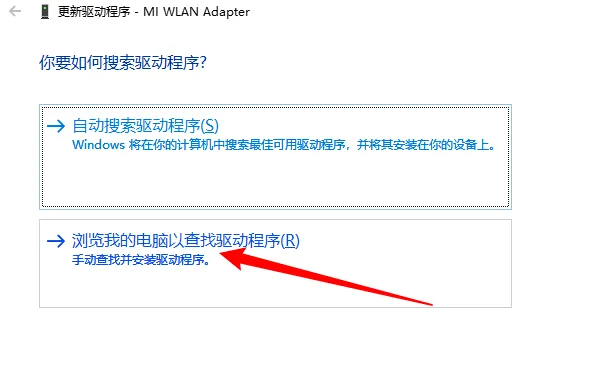 更新驱动程序 - MI WLAN Adapter
你要如何搜索驱动程序?
自动搜索驱动程序(S)
Windows 将在你的计算机中搜索最佳可用驱动程序，并将其安装在你的设备上。
浏览我的电脑以查找驱动程序(R)
手动查找并安装驱动程序。